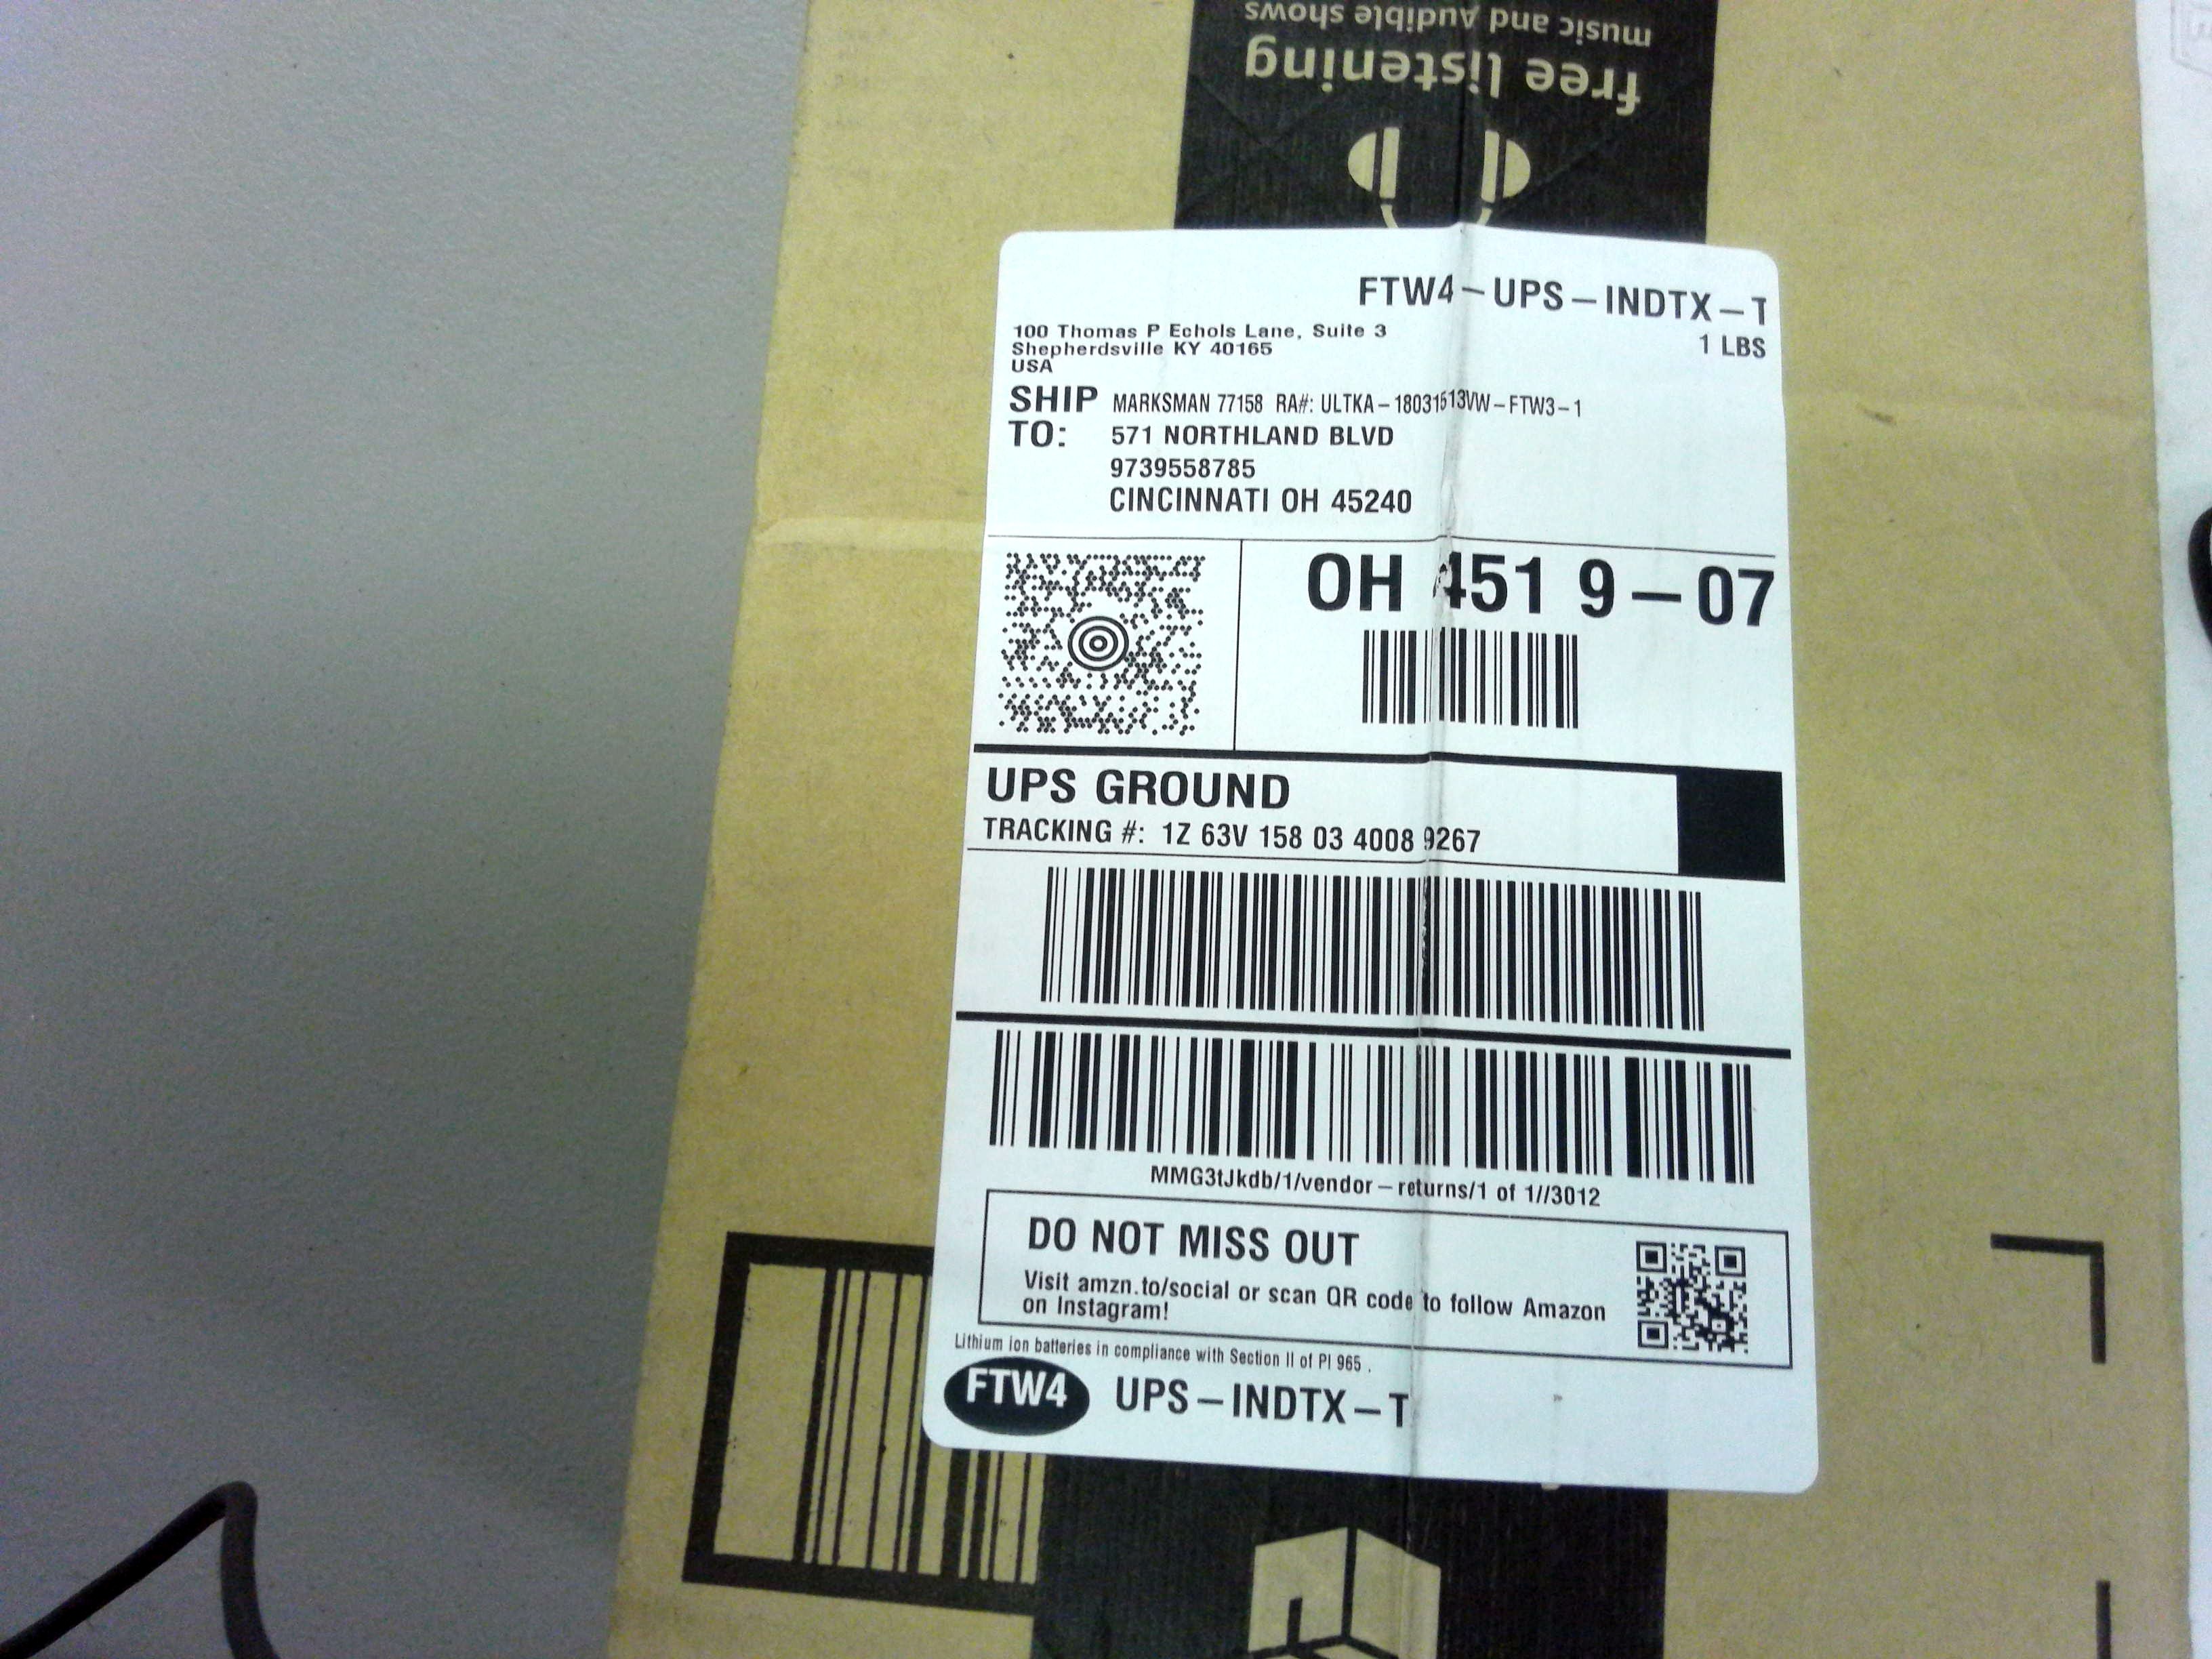 music and Audible shows
free listening
FTW4-UPS-INDTX-T
1 LBS
100 Thomas P Echols Lane, Suite 3
Shepherdsville KY 40165
USA
SHIP TO:
MARKSMAN 77158 RA#: ULTKA-18031513VW-FTW3-1
571 NORTHLAND BLVD
9739558785
CINCINNATI OH 45240
OH 451 9-07
UPS GROUND
TRACKING #: 1Z 63V 158 03 4008 9267
MMG3tJkdb/1/vendor-returns/1 of 1//3012
DO NOT MISS OUT
Visit amzn.to/social or scan QR code to follow Amazon
on Instagram!
Lithium ion batteries in compliance with Section II of PI 965 .
FTW4 UPS-INDTX-T